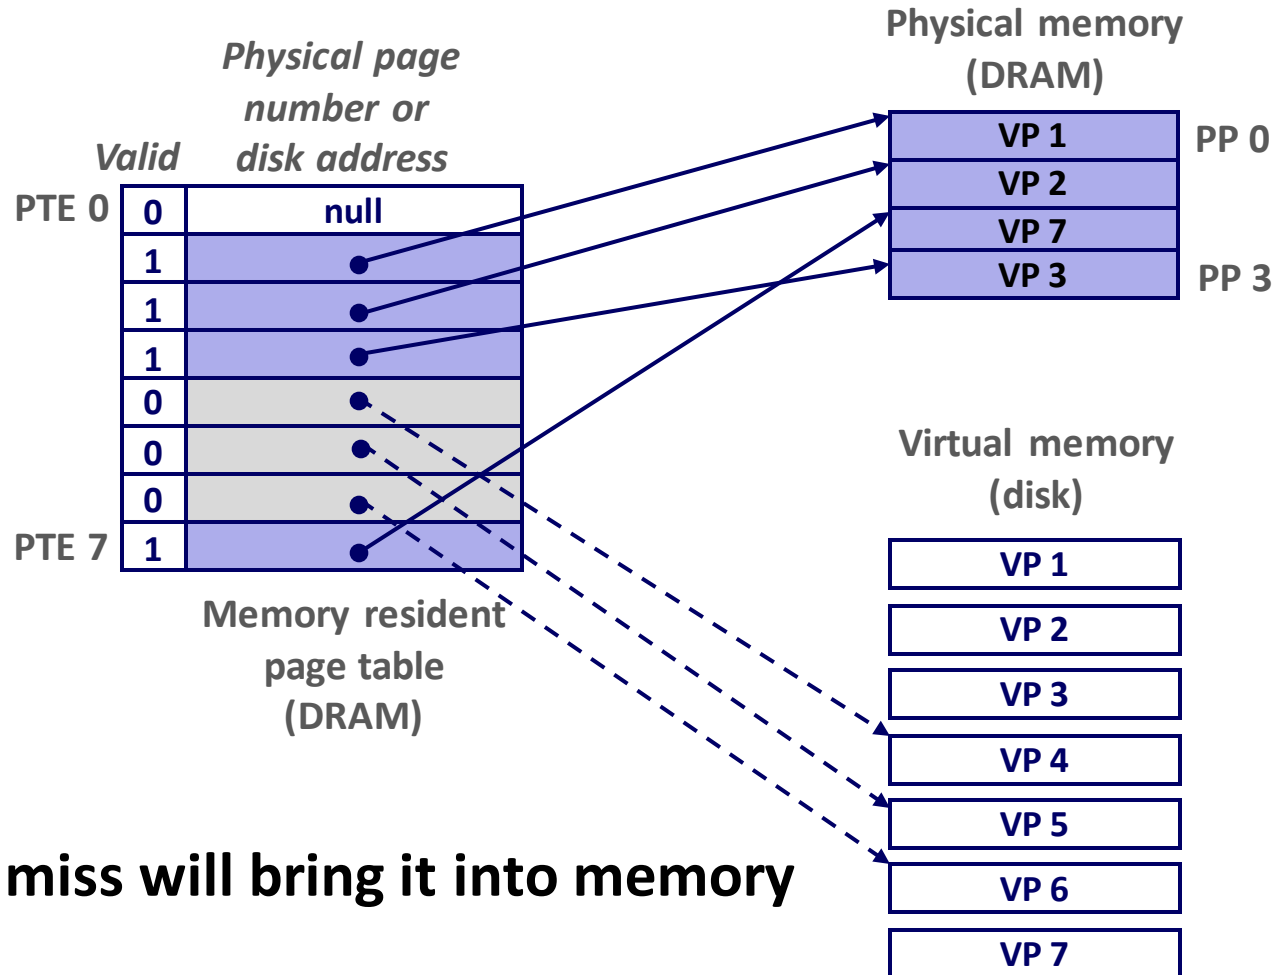 Physical page
number or
disk address
Valid
PTE 0
0
null
1
1
1
0
0
0
PTE 7
1
Memory resident
page table
(DRAM)
Physical memory
(DRAM)
VP 1
PP 0
VP 2
VP 7
VP 3
PP 3
Virtual memory
(disk)
VP 1
VP 2
VP 3
VP 4
VP 5
VP 6
VP 7
miss will bring it into memory